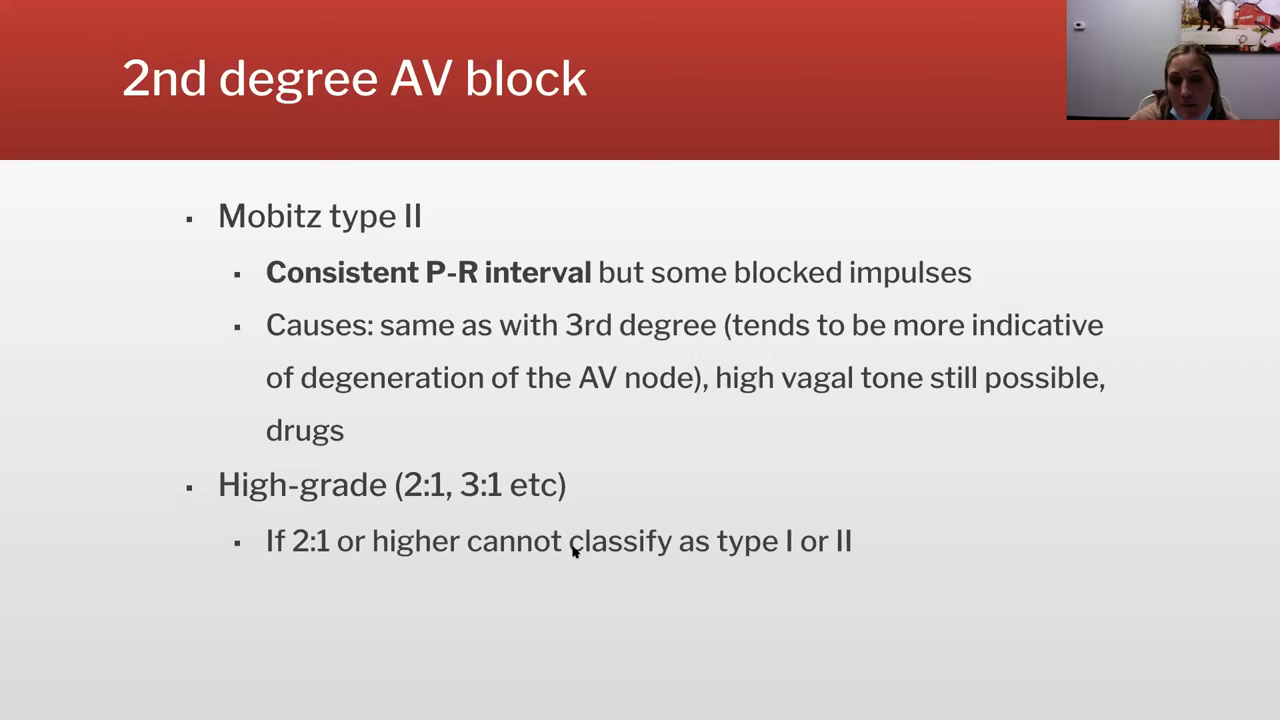 2nd degree AV block
▪ Mobitz type II
▪ Consistent P-R interval but some blocked impulses
▪ Causes: same as with 3rd degree (tends to be more indicative
of degeneration of the AV node), high vagal tone still possible,
drugs
▪ High-grade (2:1, 3:1 etc)
▪ If 2:1 or higher cannot classify as type I or II